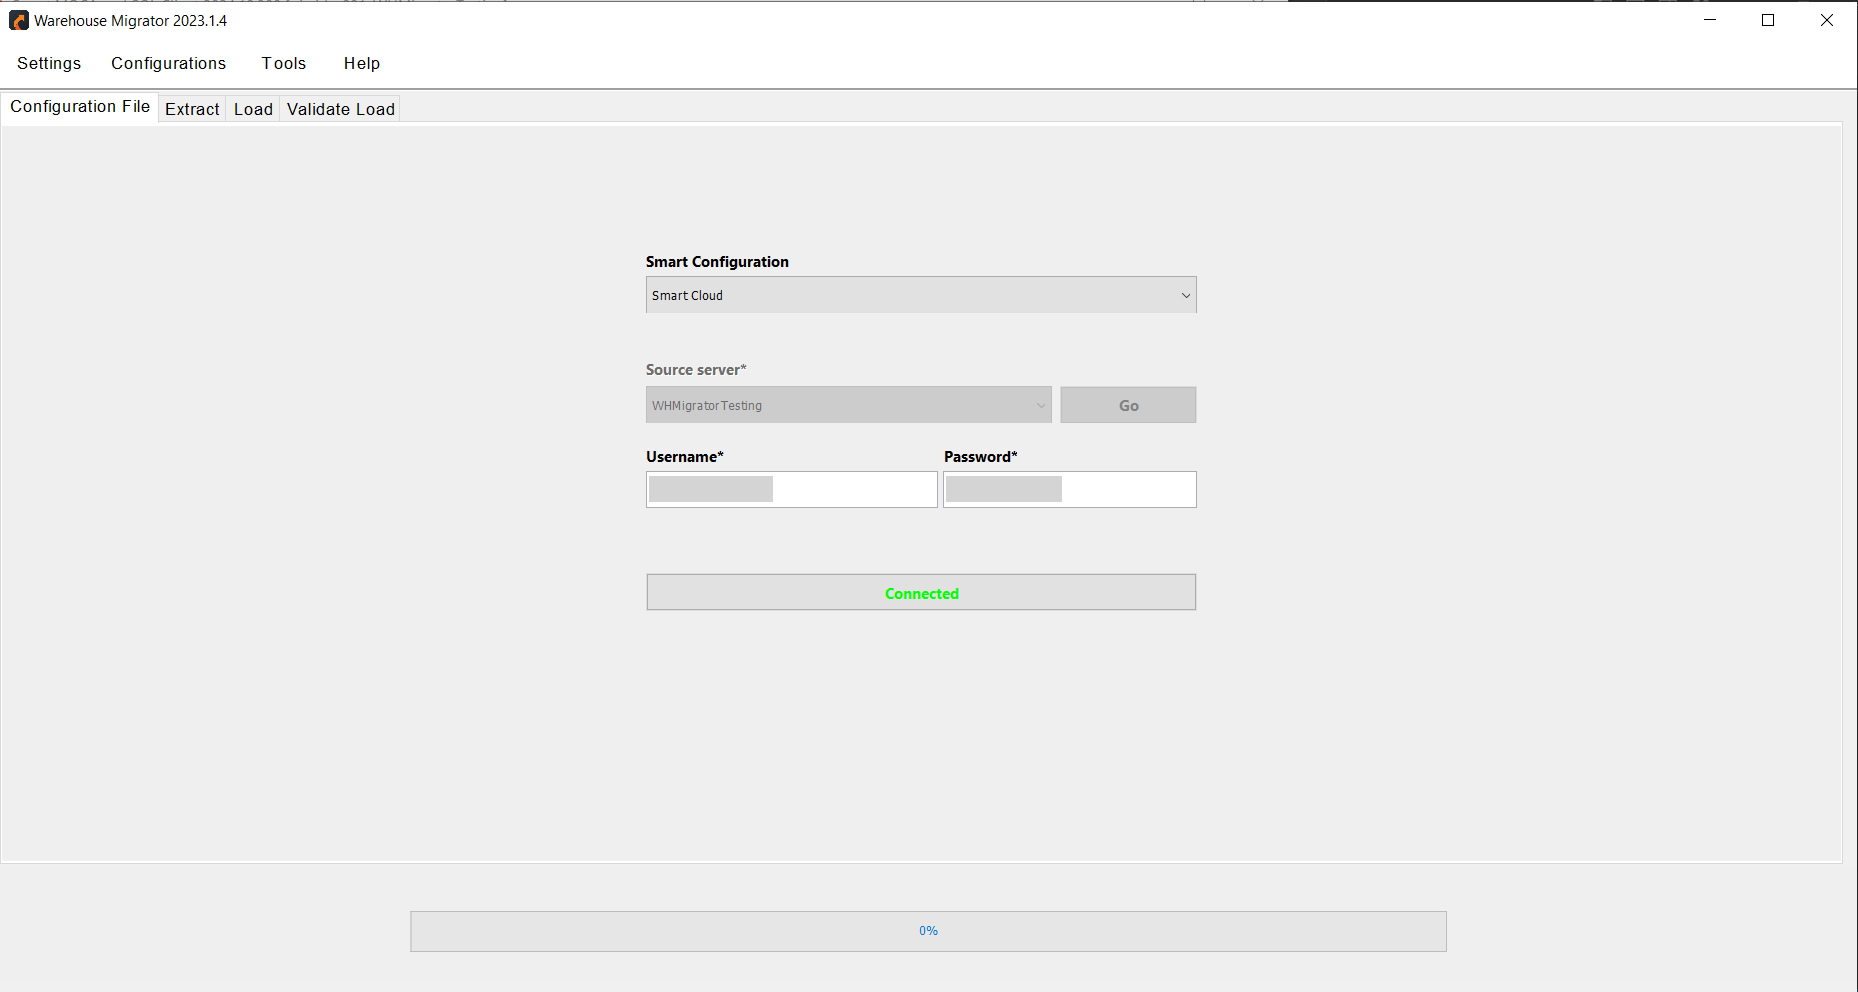 Warehouse Migrator 2023.1.4
Settings Configurations Tools Help
Configuration File Extract Load Validate Load
Smart Configuration
Smart Cloud
Source server*
WHMigratorTesting Go
Username* Password*
Connected
0%